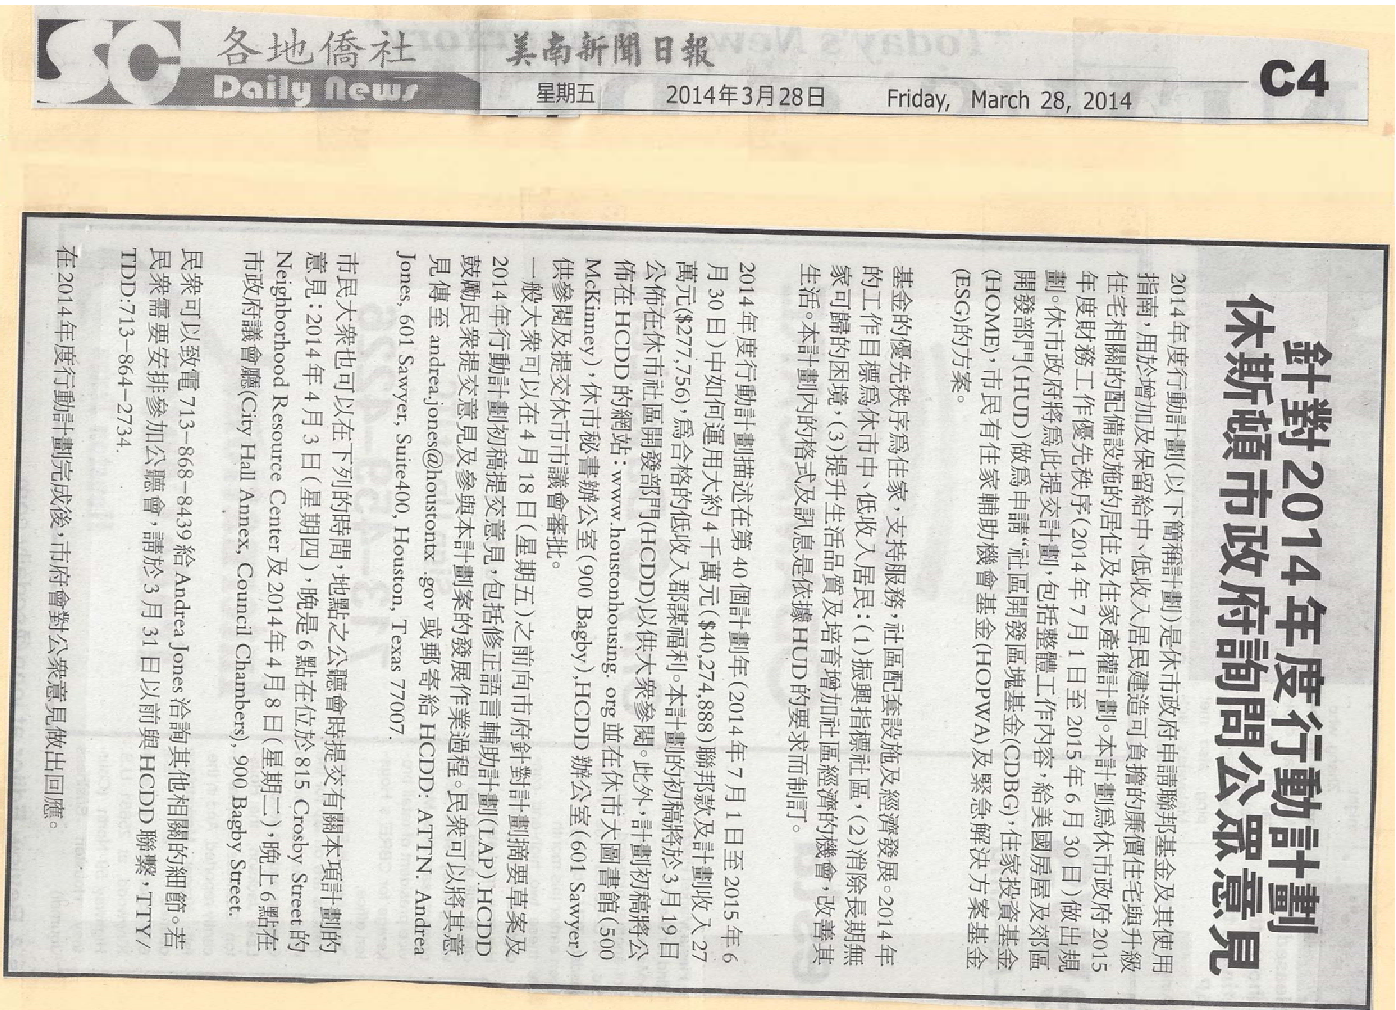 SC
各地僑社
Daily News
美南新聞日報
星期五 2014年3月28日 Friday, March 28, 2014
C4
針對2014年度行動計劃
休斯頓市政府詢問公眾意見
2014年度行動計劃(以下簡稱計劃)是休市政府申請聯邦基金及其使用
指南,用於增加及保留給中、低收入居民建造可負擔的廉價住宅與升級
住宅相關的配備設施的居住及住家產權計劃。本計劃爲休市政府2015
年度財務工作優先秩序(2014年7月1日至2015年6月30日)做出規
劃。休市政府將爲此提交計劃,包括整體工作內容,給美國房屋及郊區
開發部門(HUD)做爲申請“社區開發區塊基金(CDBG),住家投資基金
(HOME),市民有住家輔助機會基金(HOPWA)及緊急解決方案基金
(ESG)的方案。
基金的優先秩序爲住家,支持服務,社區配套設施及經濟發展。2014年
的工作目標爲休市中、低收入居民:(1)振興指標社區,(2)消除長期無
家可歸的困境,(3)提升生活品質及培育增加社區經濟的機會,改善其
生活。本計劃內的格式及訊息是依據HUD的要求而制訂。
2014年度行動計劃描述在第40個計劃年(2014年7月1日至2015年6
月30日)中如何運用大約4千萬元($40,274,888)聯邦款及計劃收入27
萬元($277,756),爲合格的低收入郡謀福利。本計劃的初稿將於3月19日
公佈在休市社區開發部門(HCDD)以供大衆參閱。此外,計劃初稿將公
佈在HCDD的網站:www.houstonhousing. org並在休市大圖書館(500
McKinney),休市秘書辦公室(900 Bagby),HCDD辦公室(601 Sawyer)
供參閱及提交休市市議會審批。
一般大衆可以在4月18日(星期五)之前向市府針對計劃摘要草案及
2014年行動計劃初稿提交意見,包括修正語言輔助計劃(LAP)HCDD
鼓勵民衆提交意見及參與本計劃案的發展作業過程。民衆可以將其意
見傳至andrea.jones@houstontx .gov或郵寄給HCDD: ATTN. Andrea
Jones, 601 Sawyer, Suite400, Houston, Texas 77007.
市民大衆也可以在下列的時間,地點之公聽會時提交有關本項計劃的
意見:2014年4月3日(星期四),晚是6點在位於815 Crosby Street的
Neighborhood Resource Center及2014年4月8日(星期二),晚上6點在
市政府議會廳(City Hall Annex, Council Chambers), 900 Bagby Street.
民衆可以致電713-868-8439給Andrea Jones洽詢其他相關的細節。若
民衆需要安排參加公聽會,請於3月31日以前與HCDD聯繫,TTY/
TDD:713-864-2734.
在2014年度行動計劃完成後,市府會對公衆意見做出回應。